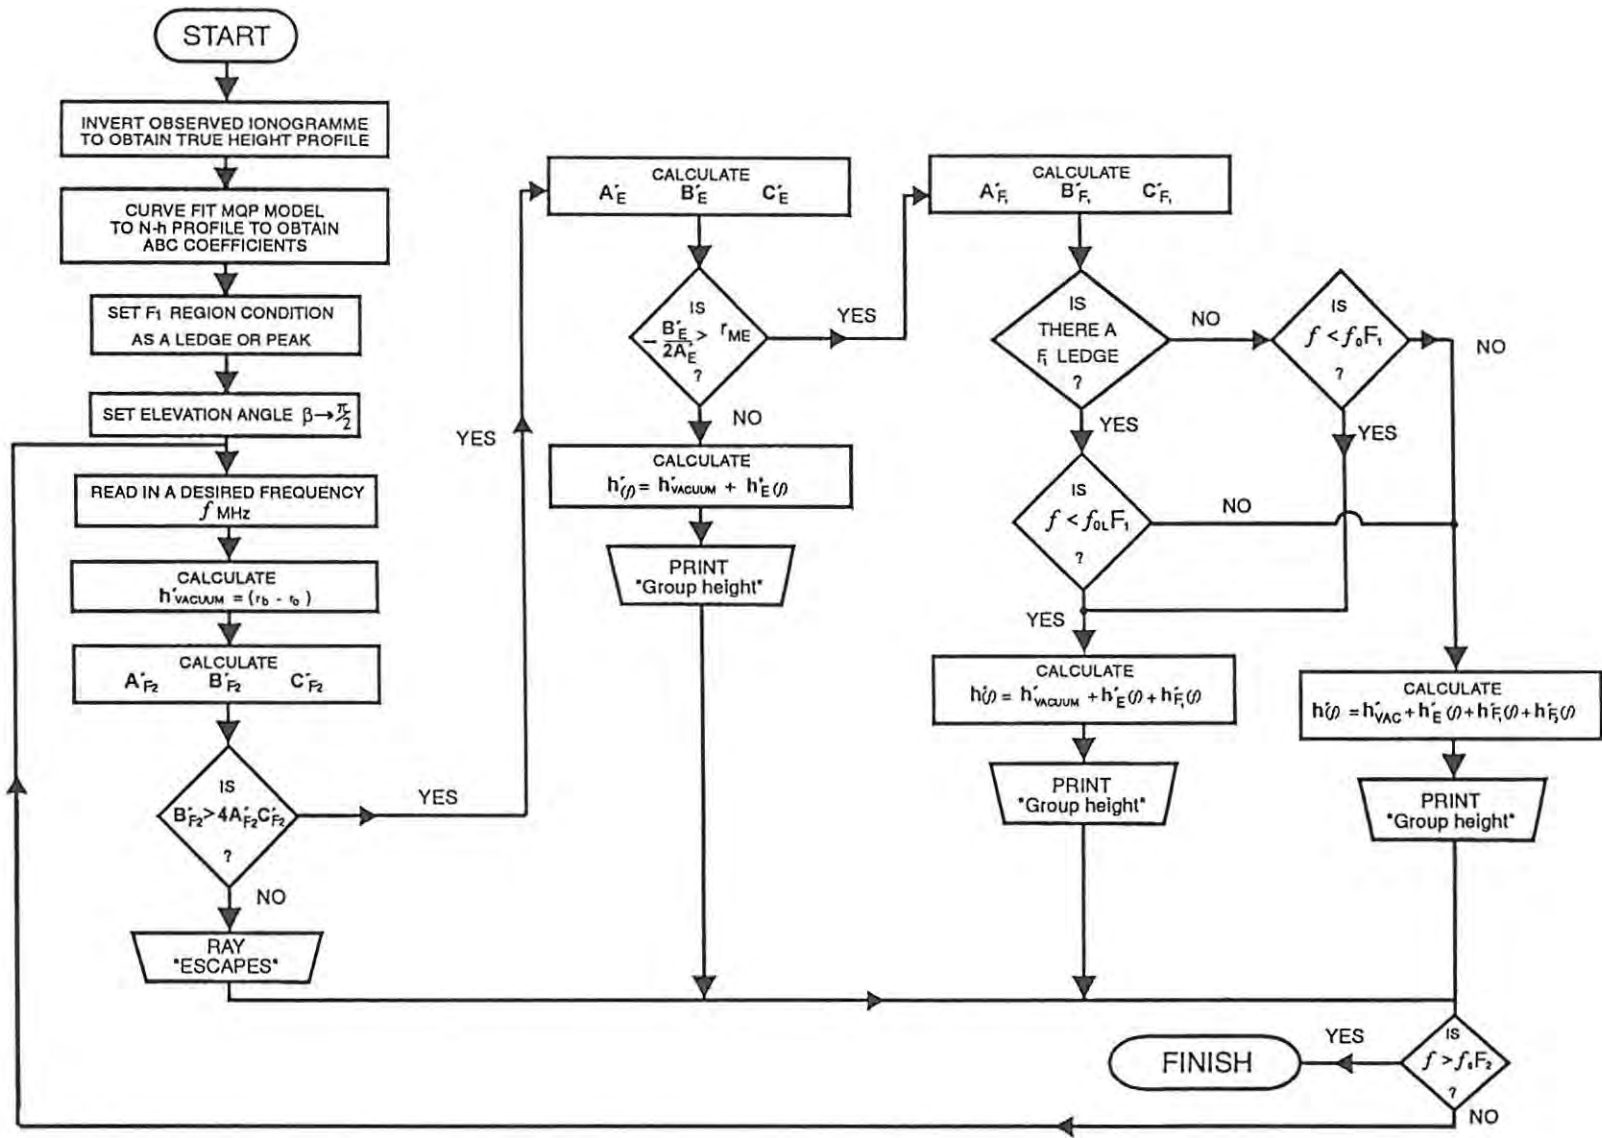 START
INVERT OBSERVED IONOGRAMME
TO OBTAIN TRUE HEIGHT PROFILE
CURVE FIT MQP MODEL
TO N-h PROFILE TO OBTAIN
ABC COEFFICIENTS
SET F₁ REGION CONDITION
AS A LEDGE OR PEAK
SET ELEVATION ANGLE β→π/2
READ IN A DESIRED FREQUENCY
f MHz
CALCULATE
h′VACUUM = (r_b - r_o)
CALCULATE
A′F₂ B′F₂ C′F₂
IS
B′F₂ > 4A′F₂C′F₂
?
YES
NO
RAY
"ESCAPES"
YES
CALCULATE
A′E B′E C′E
IS
- B′E/2A′E > rME
?
YES
NO
CALCULATE
h′(f) = h′VACUUM + h′E(f)
PRINT
"Group height"
CALCULATE
A′F₁ B′F₁ C′F₁
IS
THERE A
F₁ LEDGE
?
NO
YES
IS
f < f₀F₁
?
NO
YES
IS
f < f₀LF₁
?
NO
YES
CALCULATE
h′(f) = h′VACUUM + h′E(f) + h′F₁(f)
PRINT
"Group height"
CALCULATE
h′(f) = h′VAC + h′E(f) + h′F₁(f) + h′F₂(f)
PRINT
"Group height"
IS
f > f₀F₂
?
YES
NO
FINISH